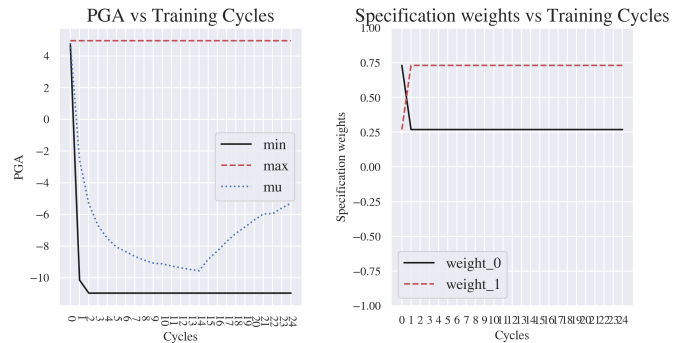 PGA vs Training Cycles
4
2
0
−2
−4
−6
−8
−10
PGA
min
max
mu
0 1 2 3 4 5 6 7 8 9 10 11 12 13 14 15 16 17 18 19 20 21 22 23 24
Cycles
Specification weights vs Training Cycles
1.00
0.75
0.50
0.25
0.00
−0.25
−0.50
−0.75
−1.00
Specification weights
weight_0
weight_1
0 1 2 3 4 5 6 7 8 9 10 11 12 13 14 15 16 17 18 19 20 21 22 23 24
Cycles